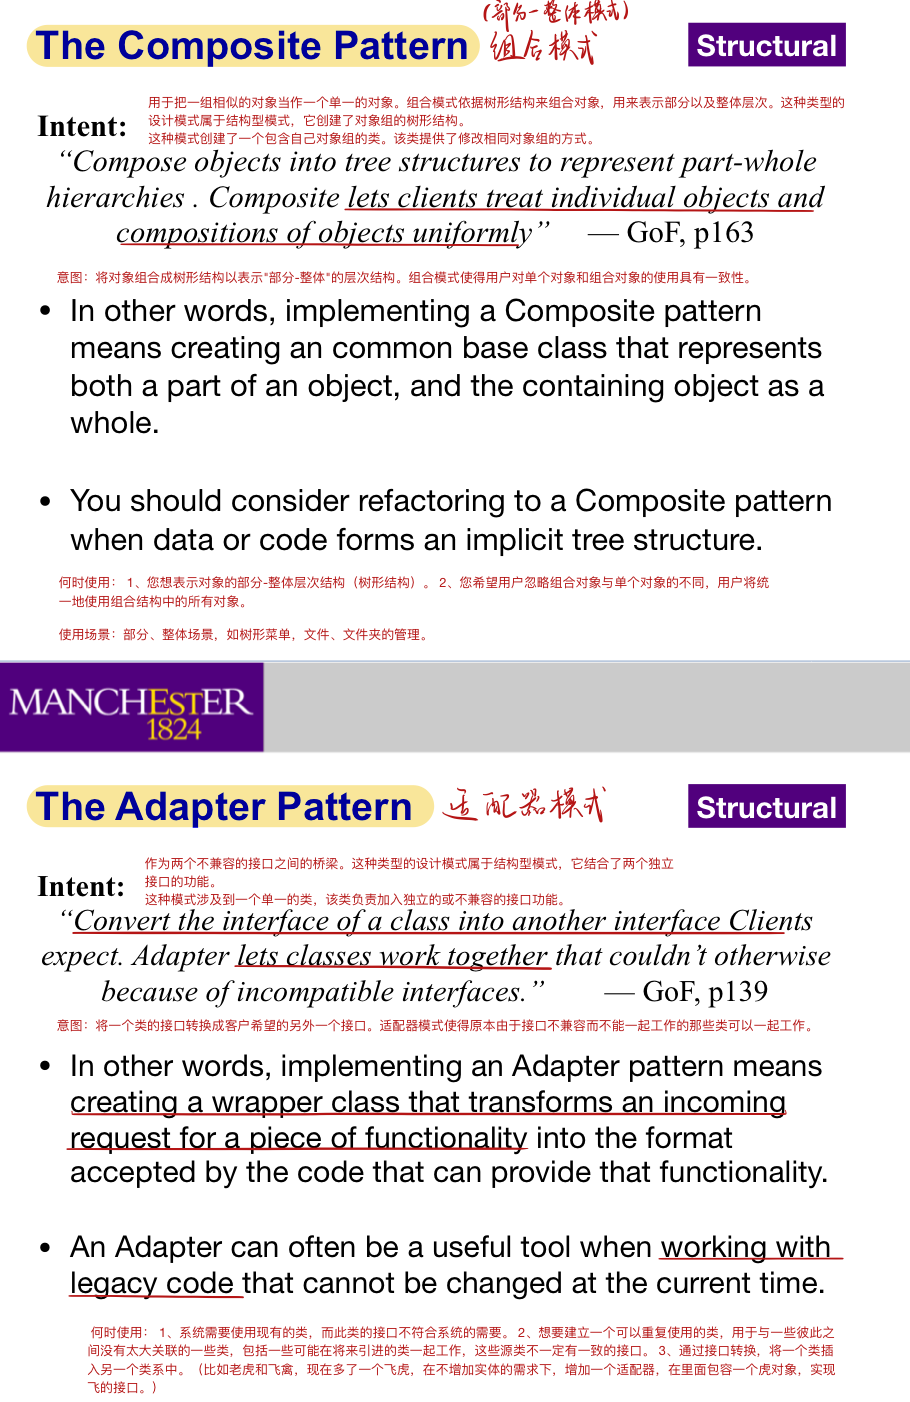 (部分-整体模式)
The Composite Pattern 组合模式 Structural
用于把一组相似的对象当作一个单一的对象。组合模式依据树形结构来组合对象，用来表示部分以及整体层次。这种类型的
设计模式属于结构型模式，它创建了对象组的树形结构。
Intent:
这种模式创建了一个包含自己对象组的类。该类提供了修改相同对象组的方式。
“Compose objects into tree structures to represent part-whole
hierarchies . Composite lets clients treat individual objects and
compositions of objects uniformly” — GoF, p163
意图：将对象组合成树形结构以表示"部分-整体"的层次结构。组合模式使得用户对单个对象和组合对象的使用具有一致性。
• In other words, implementing a Composite pattern
means creating an common base class that represents
both a part of an object, and the containing object as a
whole.
• You should consider refactoring to a Composite pattern
when data or code forms an implicit tree structure.
何时使用： 1、您想表示对象的部分-整体层次结构（树形结构）。 2、您希望用户忽略组合对象与单个对象的不同，用户将统
一地使用组合结构中的所有对象。
使用场景：部分、整体场景，如树形菜单，文件、文件夹的管理。
MANCHESTER
1824
The Adapter Pattern 适配器模式 Structural
作为两个不兼容的接口之间的桥梁。这种类型的设计模式属于结构型模式，它结合了两个独立
接口的功能。
Intent:
这种模式涉及到一个单一的类，该类负责加入独立的或不兼容的接口功能。
“Convert the interface of a class into another interface Clients
expect. Adapter lets classes work together that couldn’t otherwise
because of incompatible interfaces.” — GoF, p139
意图：将一个类的接口转换成客户希望的另外一个接口。适配器模式使得原本由于接口不兼容而不能一起工作的那些类可以一起工作。
• In other words, implementing an Adapter pattern means
creating a wrapper class that transforms an incoming
request for a piece of functionality into the format
accepted by the code that can provide that functionality.
• An Adapter can often be a useful tool when working with
legacy code that cannot be changed at the current time.
何时使用： 1、系统需要使用现有的类，而此类的接口不符合系统的需要。 2、想要建立一个可以重复使用的类，用于与一些彼此之
间没有太大关联的一些类，包括一些可能在将来引进的类一起工作，这些源类不一定有一致的接口。 3、通过接口转换，将一个类插
入另一个类系中。（比如老虎和飞禽，现在多了一个飞虎，在不增加实体的需求下，增加一个适配器，在里面包容一个虎对象，实现
飞的接口。）